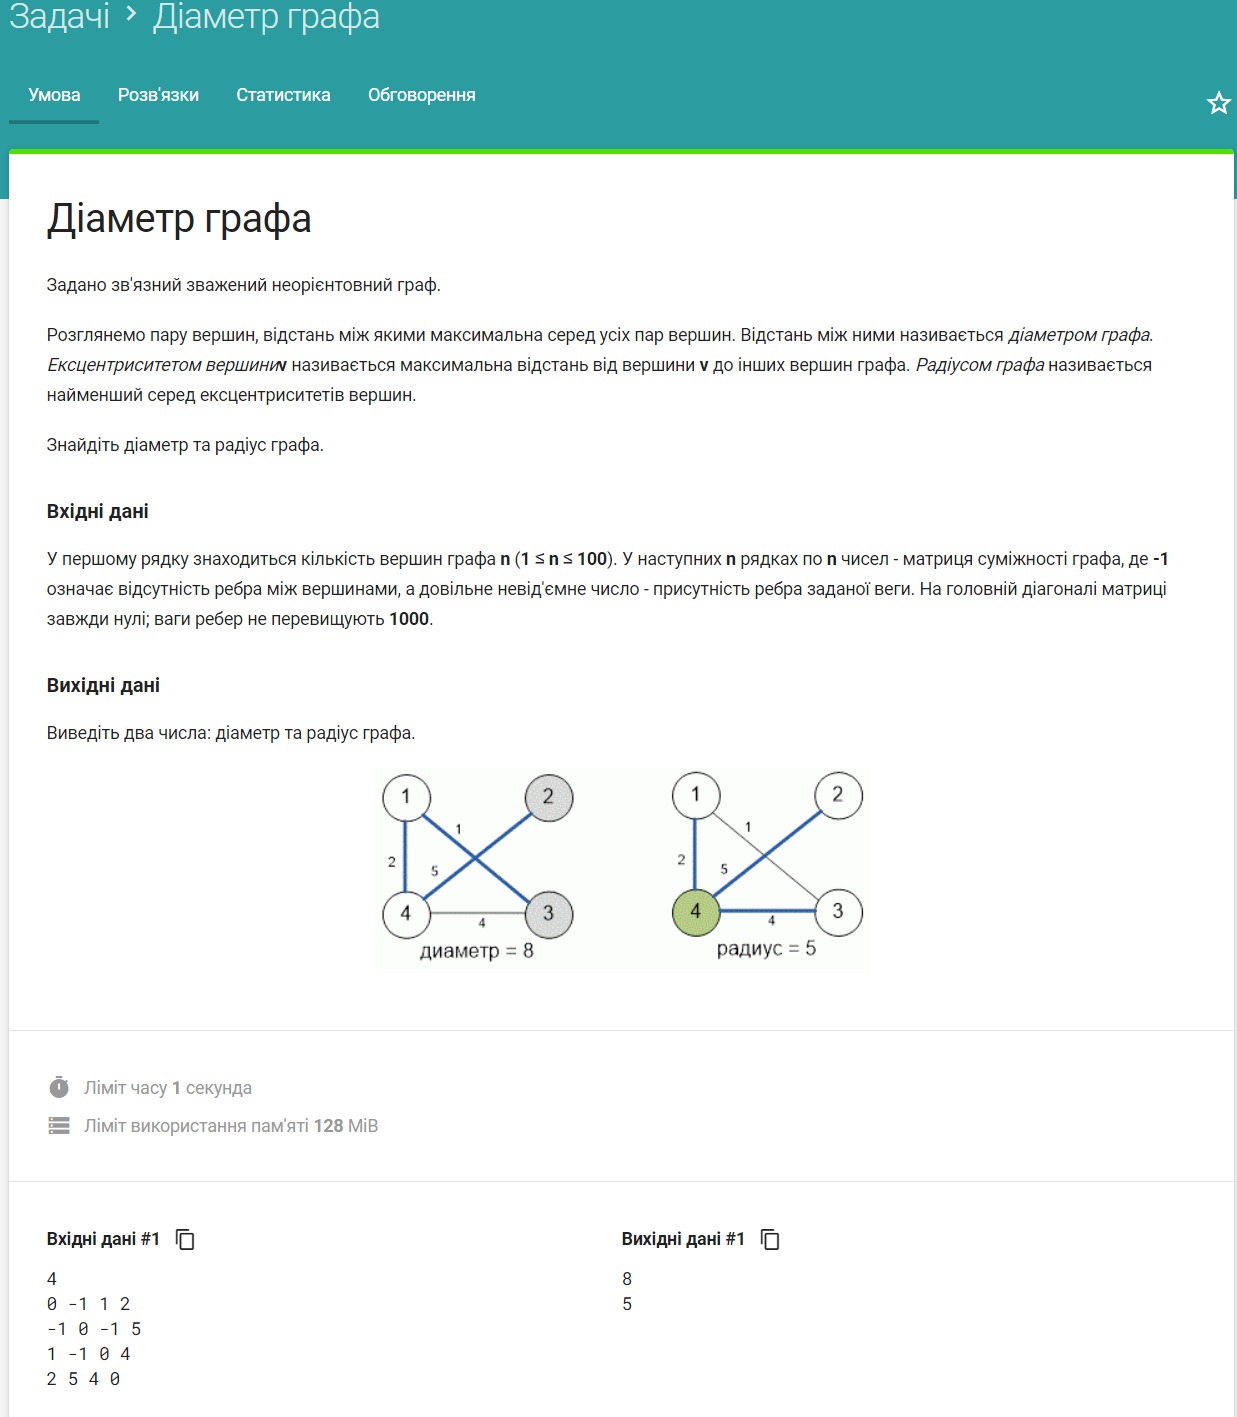 Задачі > Діаметр графа
Умова Розв'язки Статистика Обговорення
Діаметр графа
Задано зв'язний зважений неорієнтовний граф.
Розглянемо пару вершин, відстань між якими максимальна серед усіх пар вершин. Відстань між ними називається діаметром графа.
Ексцентриситетом вершиниv називається максимальна відстань від вершини v до інших вершин графа. Радіусом графа називається
найменший серед ексцентриситетів вершин.
Знайдіть діаметр та радіус графа.
Вхідні дані
У першому рядку знаходиться кількість вершин графа n (1 ≤ n ≤ 100). У наступних n рядках по n чисел - матриця суміжності графа, де -1
означає відсутність ребра між вершинами, а довільне невід'ємне число - присутність ребра заданої веги. На головній діагоналі матриці
завжди нулі; ваги ребер не перевищують 1000.
Вихідні дані
Виведіть два числа: діаметр та радіус графа.
1 2
1
2 5
4 3
4
диаметр = 8
1 2
1
2 5
4 3
4
радиус = 5
Ліміт часу 1 секунда
Ліміт використання пам'яті 128 MiB
Вхідні дані #1
4
0 -1 1 2
-1 0 -1 5
1 -1 0 4
2 5 4 0
Вихідні дані #1
8
5